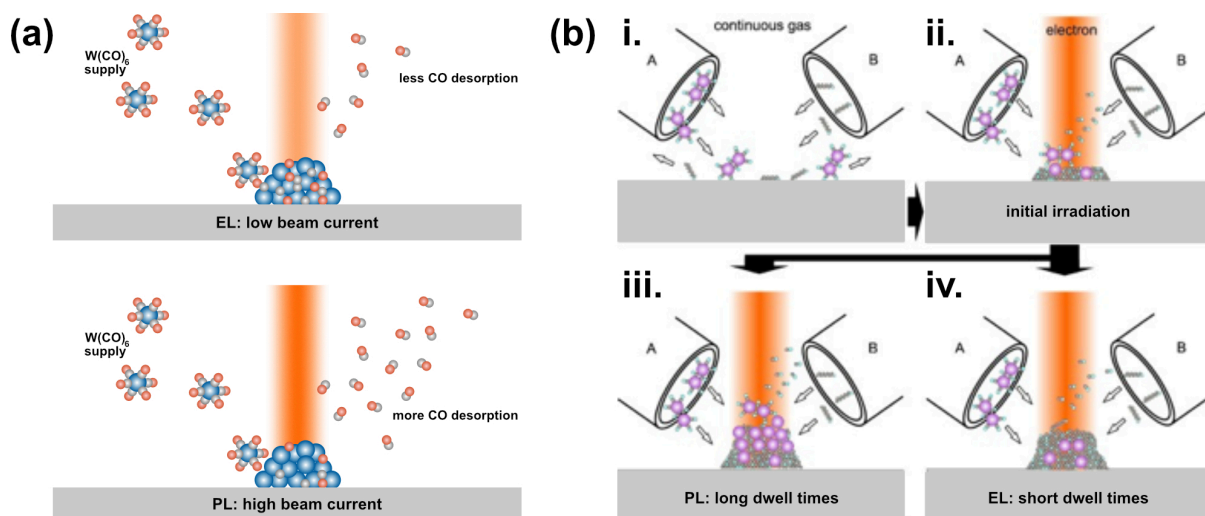 (a)
W(CO)6
supply
less CO desorption
EL: low beam current
W(CO)6
supply
more CO desorption
PL: high beam current
(b)
i.
continuous gas
A
B
ii.
electron
A
B
initial irradiation
iii.
A
B
PL: long dwell times
iv.
A
B
EL: short dwell times